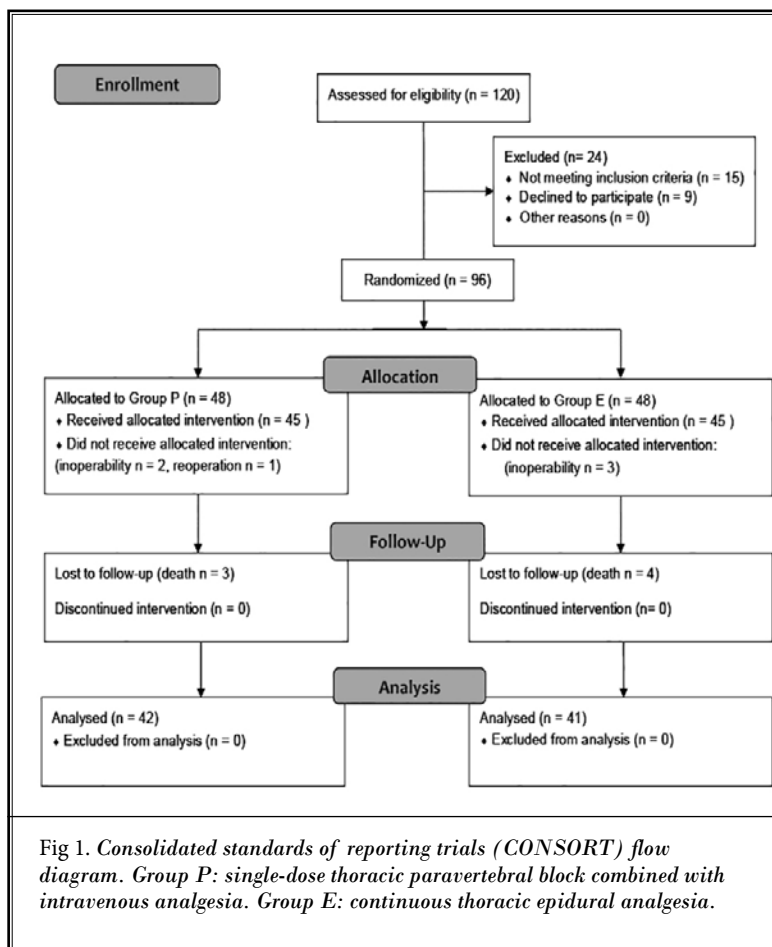 Enrollment
Assessed for eligibility (n = 120)
Excluded (n= 24)
♦ Not meeting inclusion criteria (n = 15)
♦ Declined to participate (n = 9)
♦ Other reasons (n = 0)
Randomized (n = 96)
Allocation
Allocated to Group P (n = 48)
♦ Received allocated intervention (n = 45 )
♦ Did not receive allocated intervention:
(inoperability n = 2, reoperation n = 1)
Allocated to Group E (n = 48)
♦ Received allocated intervention (n = 45 )
♦ Did not receive allocated intervention:
(inoperability n = 3)
Follow-Up
Lost to follow-up (death n = 3)
Discontinued intervention (n = 0)
Lost to follow-up (death n = 4)
Discontinued intervention (n= 0)
Analysis
Analysed (n = 42)
♦ Excluded from analysis (n = 0)
Analysed (n = 41)
♦ Excluded from analysis (n = 0)
Fig 1. Consolidated standards of reporting trials (CONSORT) flow
diagram. Group P: single-dose thoracic paravertebral block combined with
intravenous analgesia. Group E: continuous thoracic epidural analgesia.